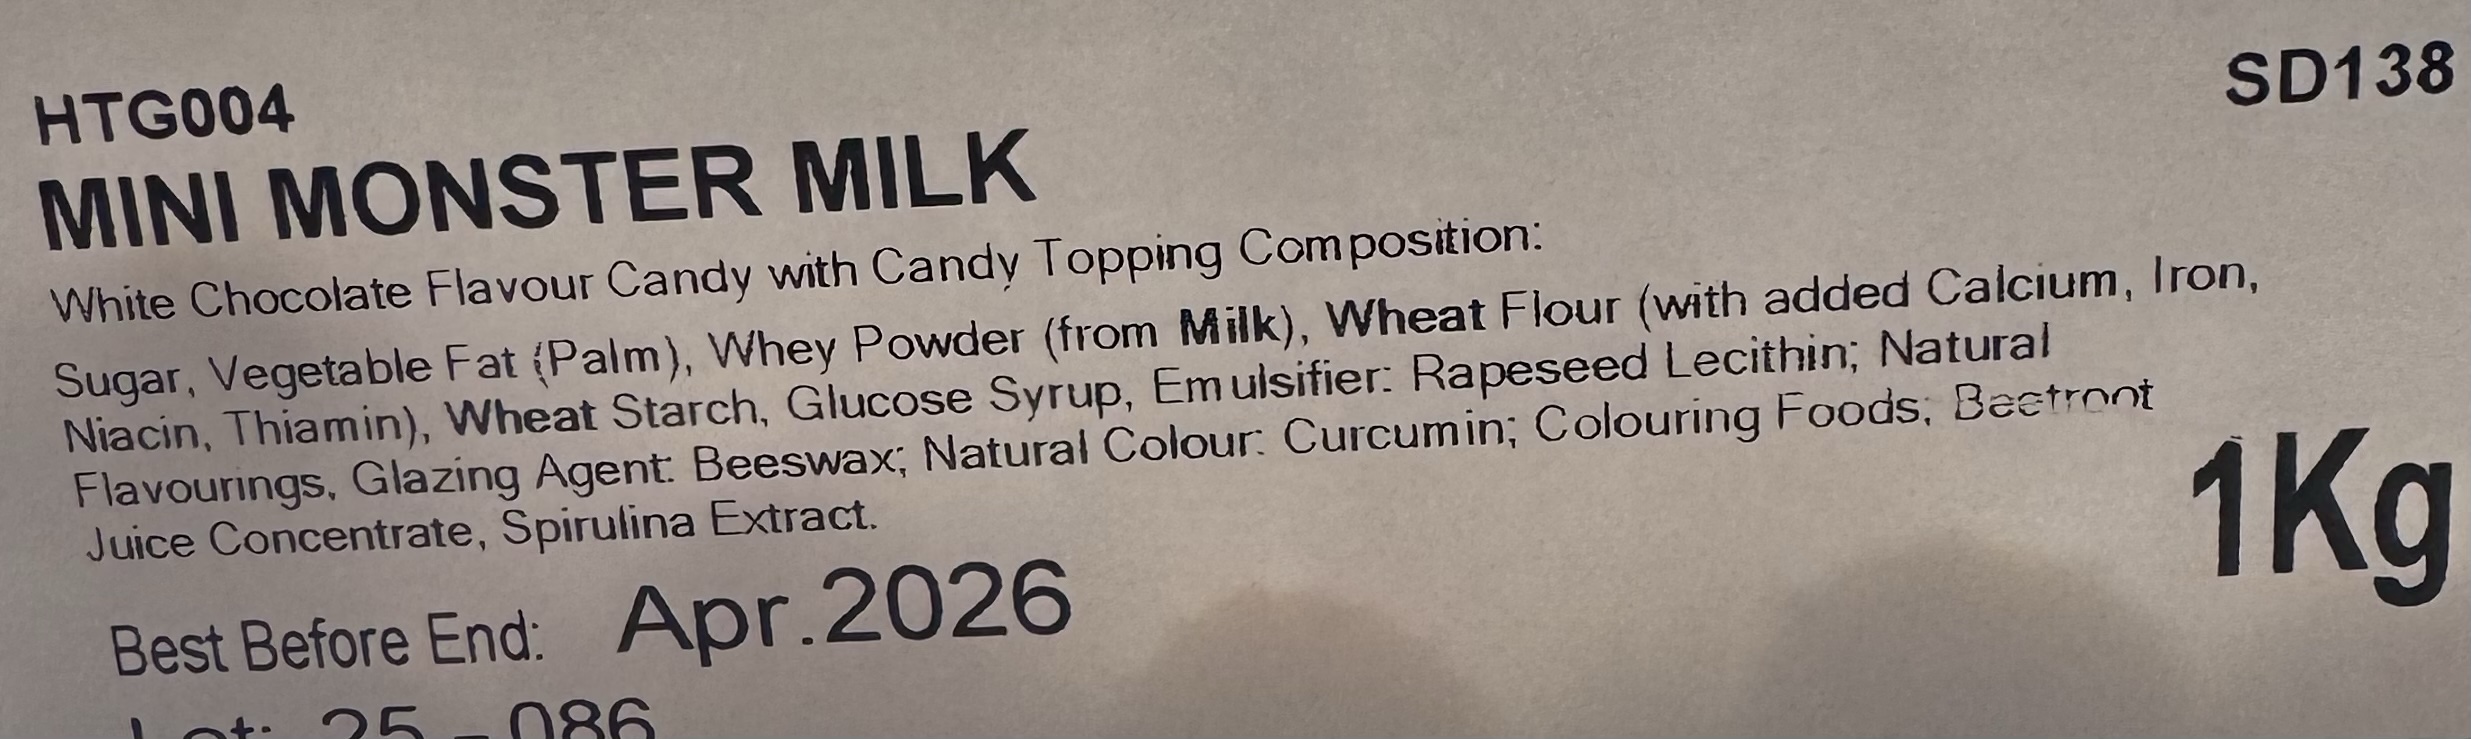 HTG004
SD138
MINI MONSTER MILK
White Chocolate Flavour Candy with Candy Topping Composition:
Sugar, Vegetable Fat (Palm), Whey Powder (from Milk), Wheat Flour (with added Calcium, Iron,
Niacin, Thiamin), Wheat Starch, Glucose Syrup, Emulsifier: Rapeseed Lecithin; Natural
Flavourings, Glazing Agent: Beeswax; Natural Colour: Curcumin; Colouring Foods; Beetroot
Juice Concentrate, Spirulina Extract.
1Kg
Best Before End: Apr.2026
Lot: 25 - 086